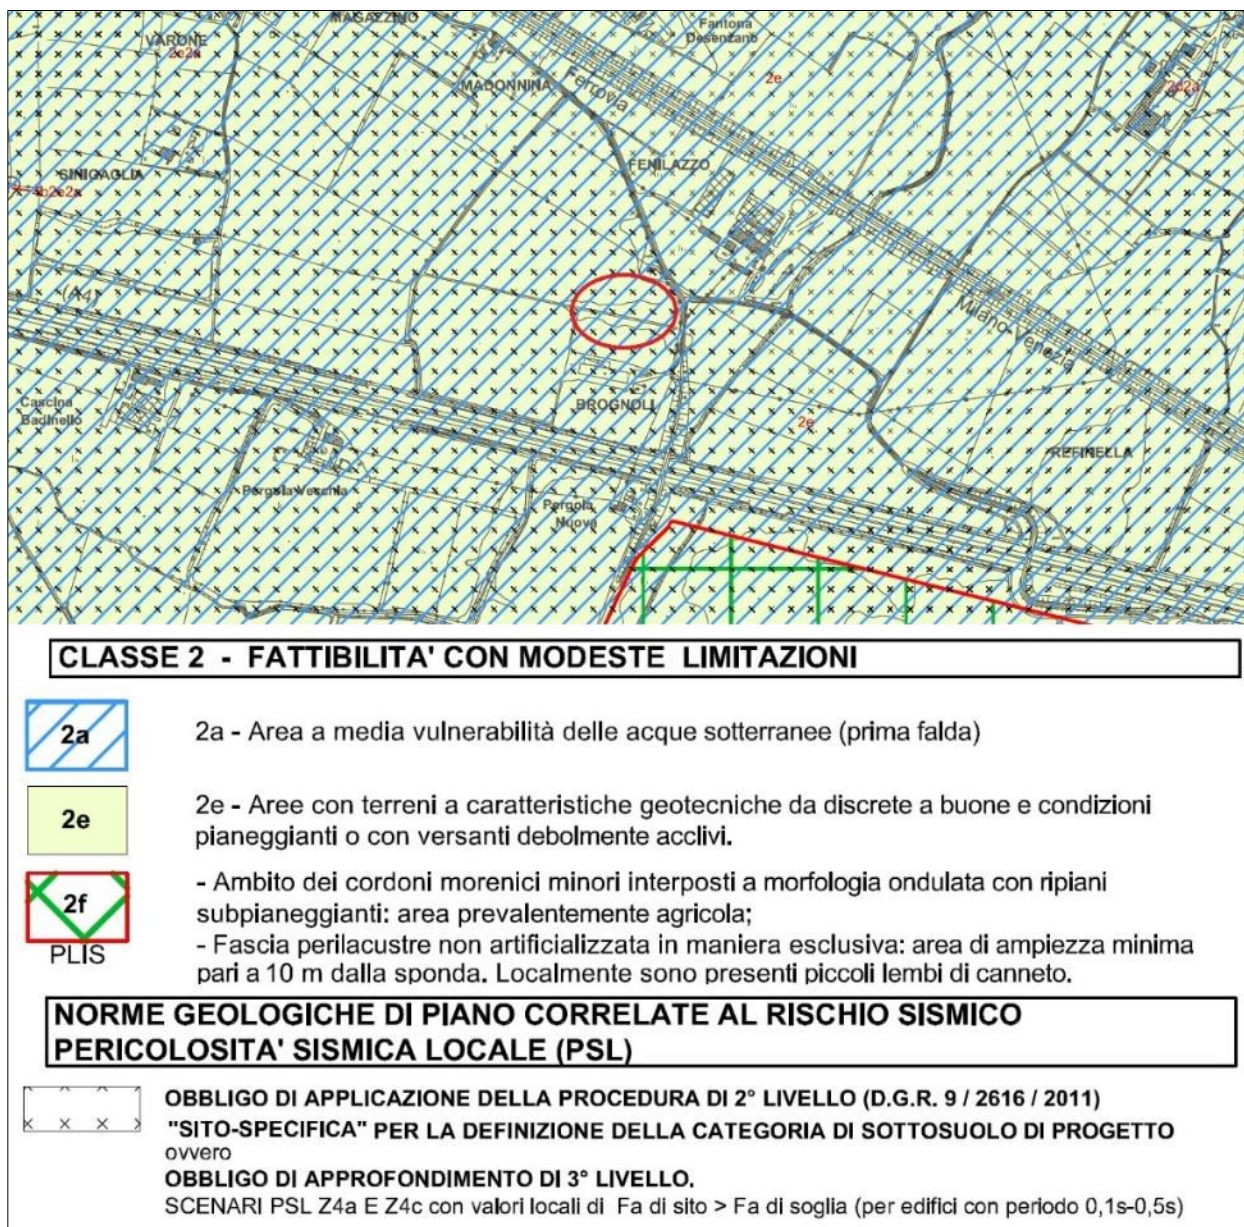 MASAZZINO
Fantona
Desenzano
VARONE
2e2a
2e
MADONNINA
Ferrovia
2e2a
FENILAZZO
SINIGAGLIA
(A4)
Milano-Venezia
Cascina
Badinello
BROGNOLI
2e
REFINELLA
Pergola Vecchia
Pergola
Nuova
CLASSE 2 - FATTIBILITA' CON MODESTE LIMITAZIONI
2a
2a - Area a media vulnerabilità delle acque sotterranee (prima falda)
2e
2e - Aree con terreni a caratteristiche geotecniche da discrete a buone e condizioni
pianeggianti o con versanti debolmente acclivi.
2f
PLIS
- Ambito dei cordoni morenici minori interposti a morfologia ondulata con ripiani
subpianeggianti: area prevalentemente agricola;
- Fascia perilacustre non artificializzata in maniera esclusiva: area di ampiezza minima
pari a 10 m dalla sponda. Localmente sono presenti piccoli lembi di canneto.
NORME GEOLOGICHE DI PIANO CORRELATE AL RISCHIO SISMICO
PERICOLOSITA' SISMICA LOCALE (PSL)
OBBLIGO DI APPLICAZIONE DELLA PROCEDURA DI 2° LIVELLO (D.G.R. 9 / 2616 / 2011)
"SITO-SPECIFICA" PER LA DEFINIZIONE DELLA CATEGORIA DI SOTTOSUOLO DI PROGETTO
ovvero
OBBLIGO DI APPROFONDIMENTO DI 3° LIVELLO.
SCENARI PSL Z4a E Z4c con valori locali di Fa di sito > Fa di soglia (per edifici con periodo 0,1s-0,5s)